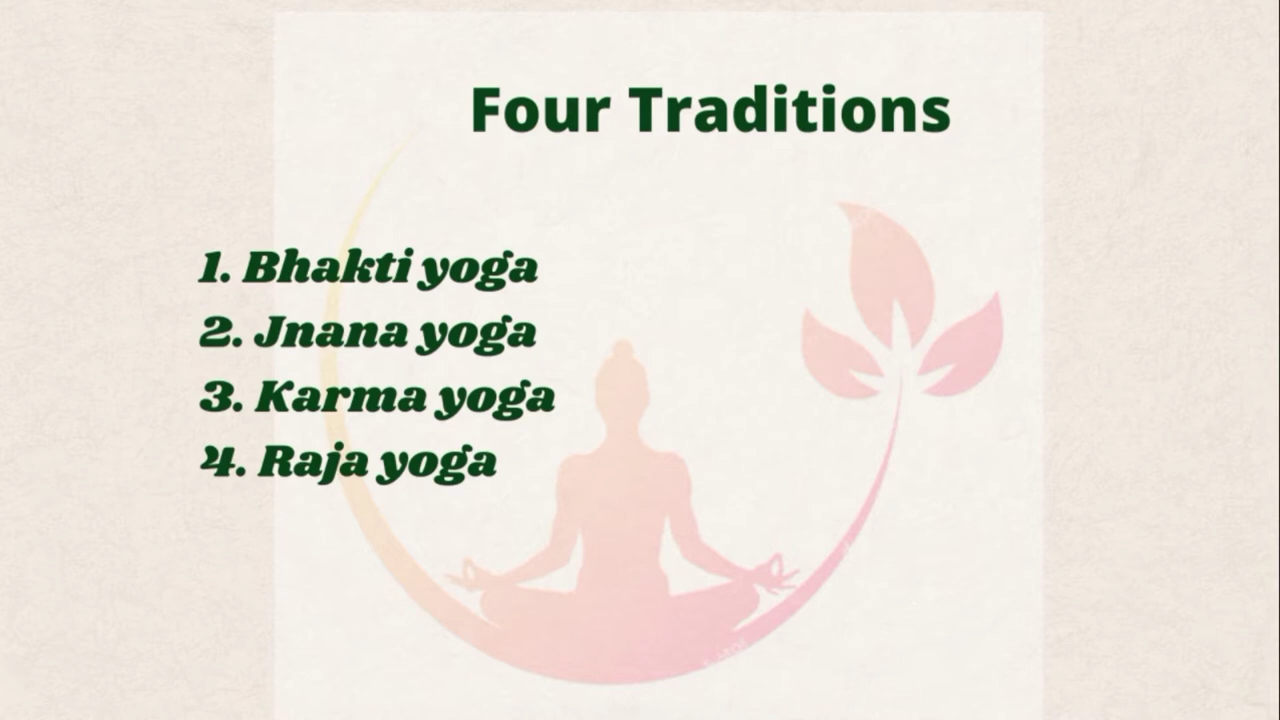 Four Traditions
1. Bhakti yoga
2. Jnana yoga
3. Karma yoga
4. Raja yoga